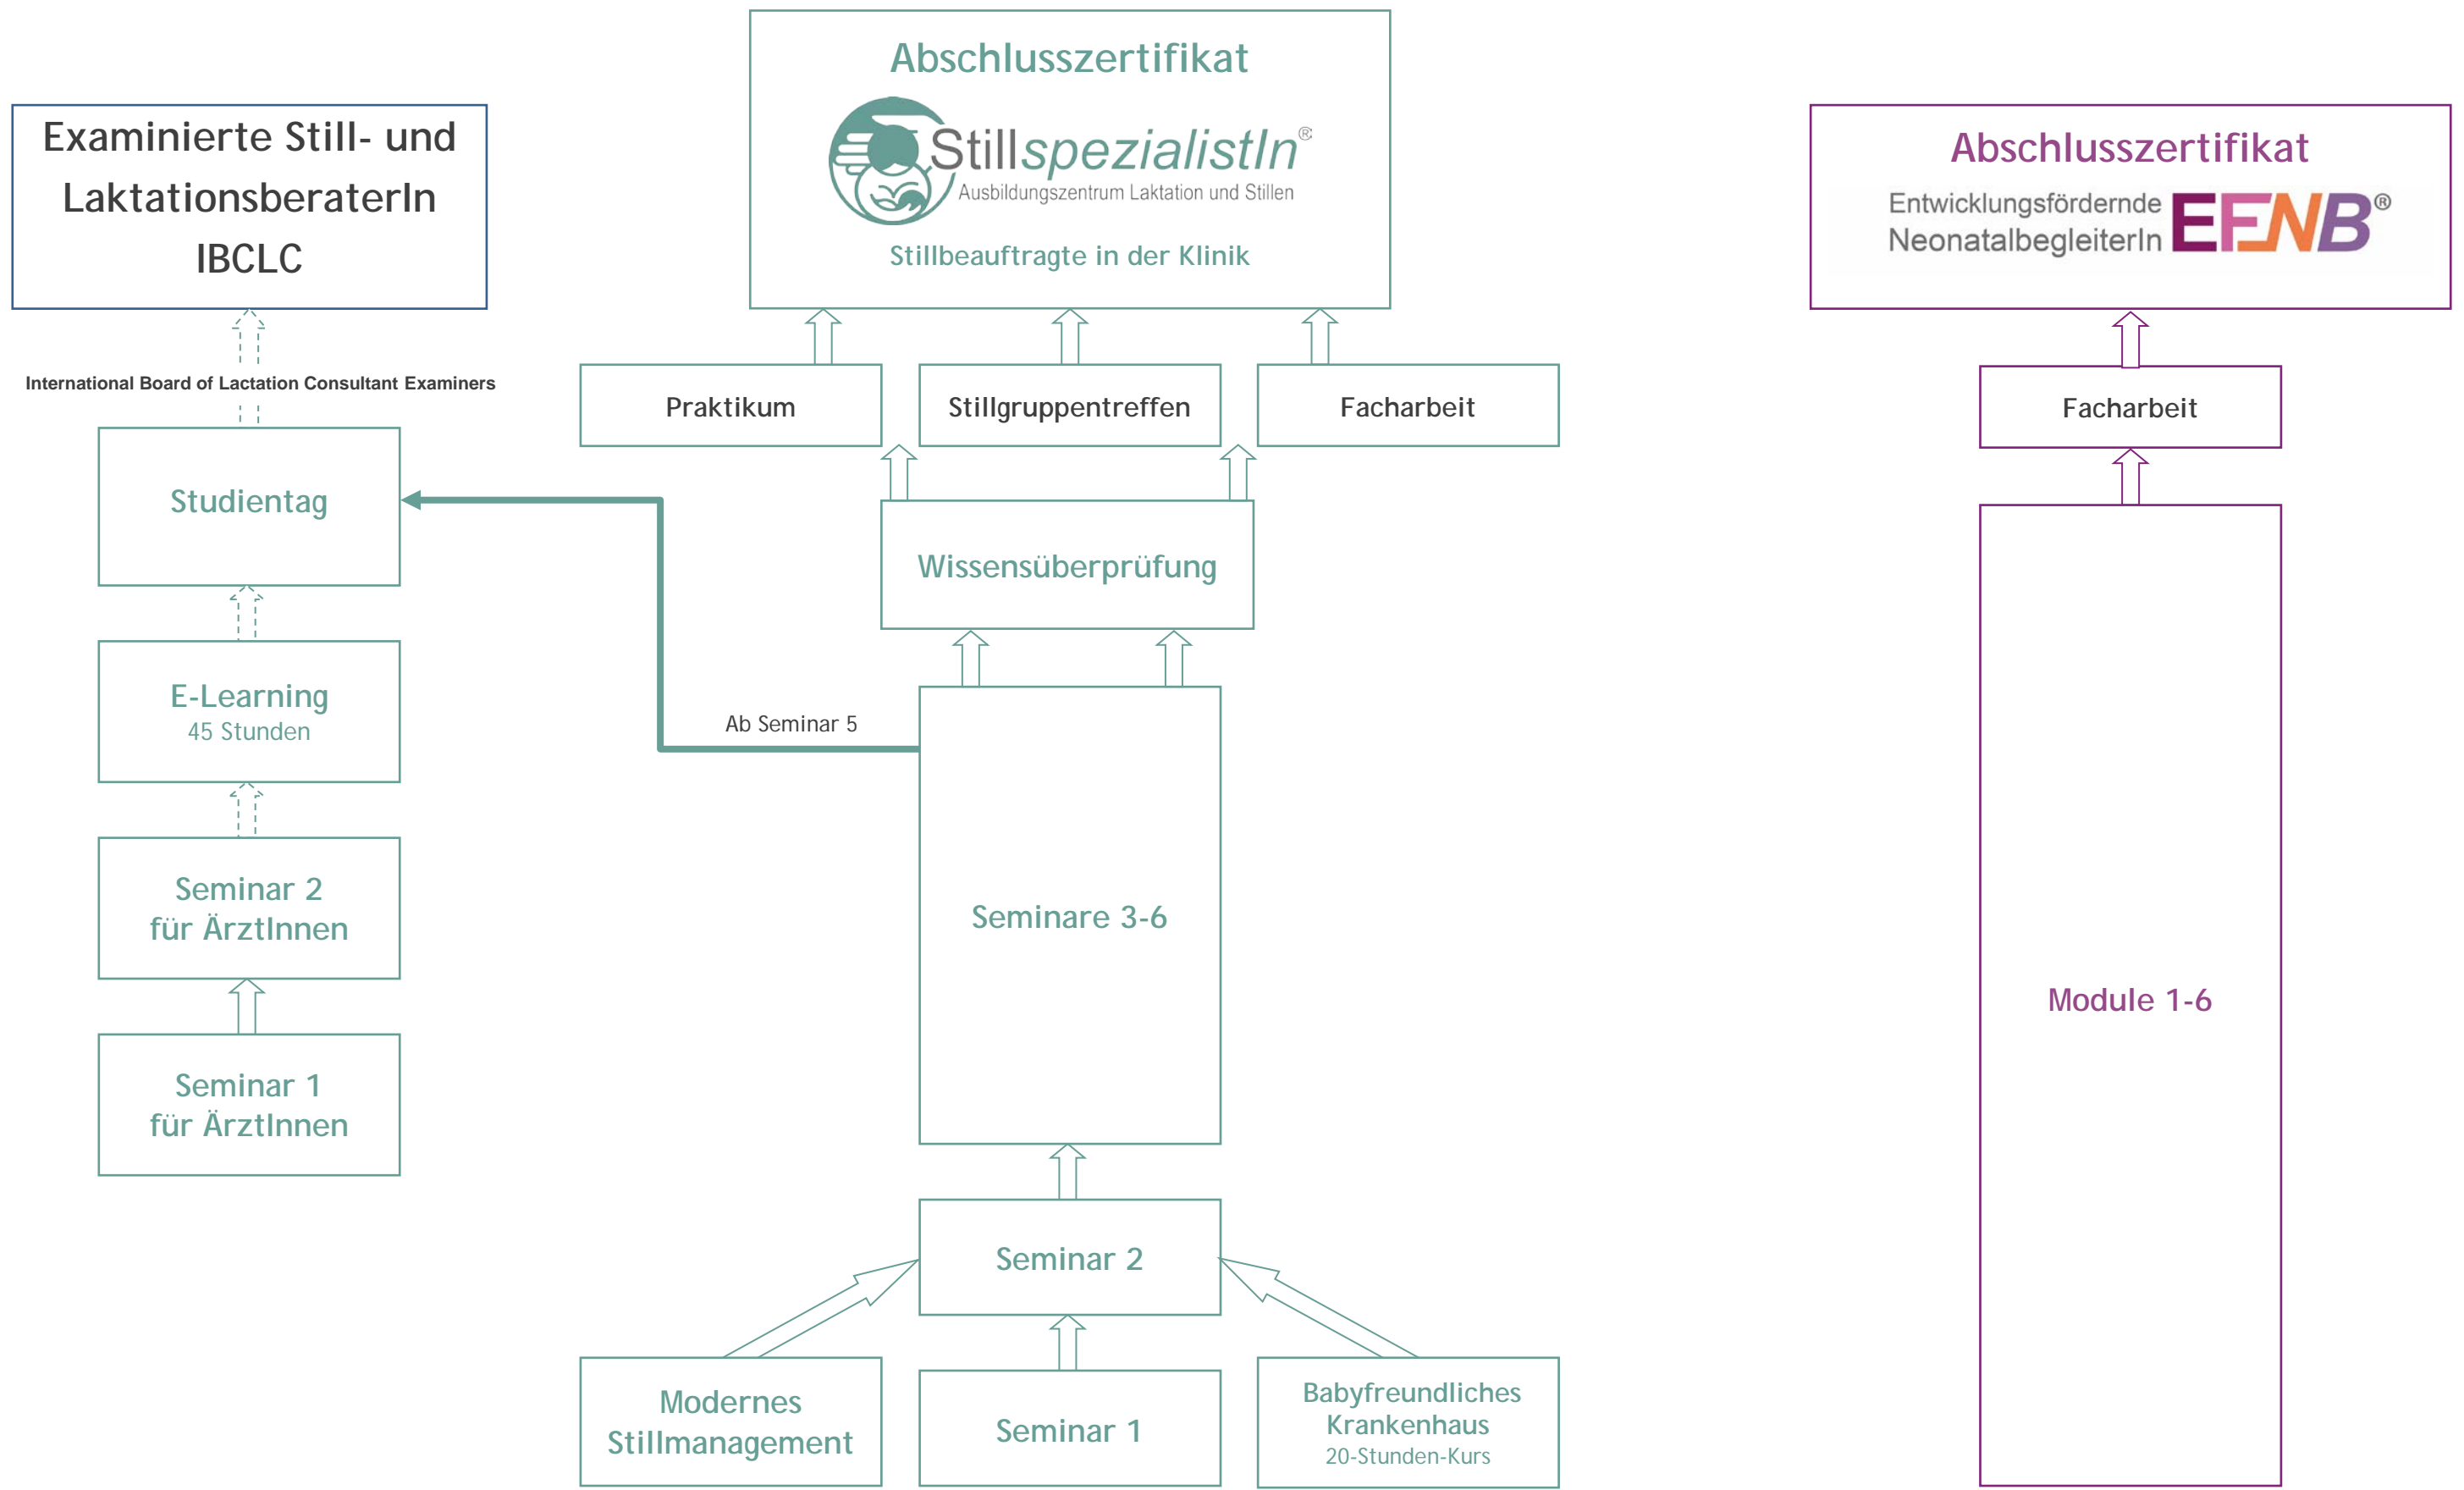 Examinierte Still- und
LaktationsberaterIn
IBCLC
International Board of Lactation Consultant Examiners
Studientag
E-Learning
45 Stunden
Seminar 2
für ÄrztInnen
Seminar 1
für ÄrztInnen
Abschlusszertifikat
StillspezialistIn®
Ausbildungszentrum Laktation und Stillen
Stillbeauftragte in der Klinik
Praktikum
Stillgruppentreffen
Facharbeit
Wissensüberprüfung
Ab Seminar 5
Seminare 3-6
Seminar 2
Modernes
Stillmanagement
Seminar 1
Babyfreundliches
Krankenhaus
20-Stunden-Kurs
Abschlusszertifikat
Entwicklungsfördernde
NeonatalbegleiterIn EFNB®
Facharbeit
Module 1-6